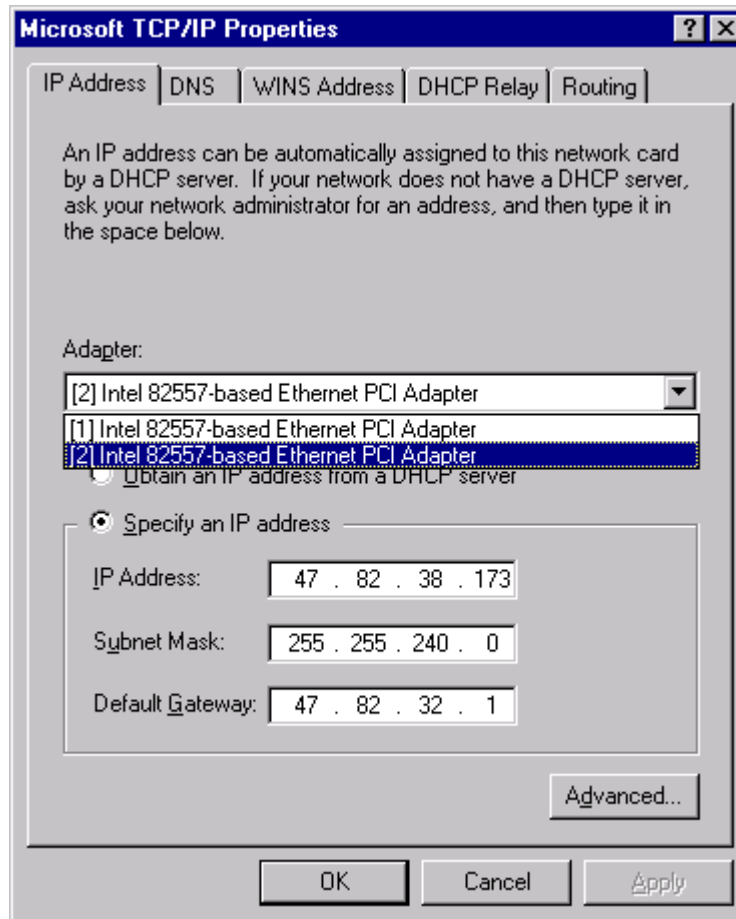 Microsoft TCP/IP Properties
IP Address DNS WINS Address DHCP Relay Routing
An IP address can be automatically assigned to this network card
by a DHCP server. If your network does not have a DHCP server,
ask your network administrator for an address, and then type it in
the space below.
Adapter:
[2] Intel 82557-based Ethernet PCI Adapter
[1] Intel 82557-based Ethernet PCI Adapter
[2] Intel 82557-based Ethernet PCI Adapter
Obtain an IP address from a DHCP server
Specify an IP address
IP Address: 47 . 82 . 38 . 173
Subnet Mask: 255 . 255 . 240 . 0
Default Gateway: 47 . 82 . 32 . 1
Advanced...
OK Cancel Apply